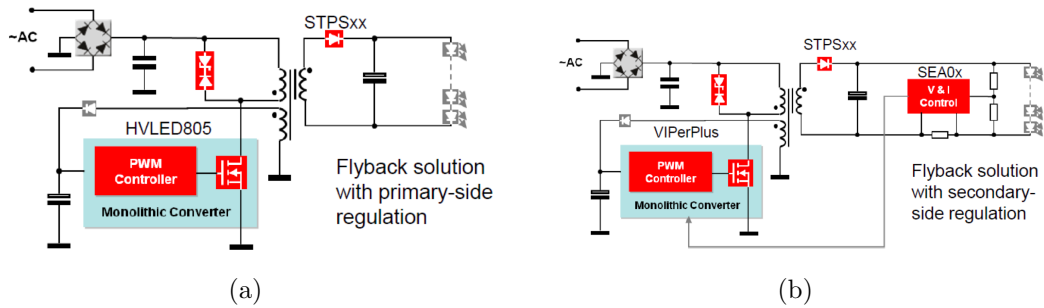 STPSxx
~AC
HVLED805
PWM
Controller
Monolithic Converter
Flyback solution
with primary-side
regulation
(a)
STPSxx
~AC
SEA0x
V & I
Control
VIPerPlus
PWM
Controller
Monolithic Converter
Flyback solution
with secondary-
side regulation
(b)